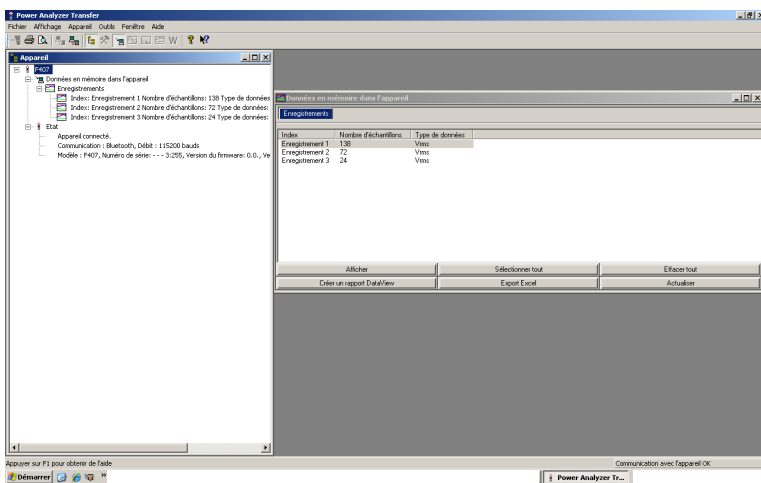 Power Analyzer Transfer
Fichier Affichage Appareil Outils Fenêtre Aide
W
Appareil
F407
Données en mémoire dans l'appareil
Enregistrements
Index: Enregistrement 1 Nombre d'échantillons: 138 Type de données
Index: Enregistrement 2 Nombre d'échantillons: 72 Type de données:
Index: Enregistrement 3 Nombre d'échantillons: 24 Type de données:
Etat
Appareil connecté.
Communication : Bluetooth, Débit : 115200 bauds
Modèle : F407, Numéro de série: - - - 3:255, Version du firmware: 0.0., Ve
Données en mémoire dans l'appareil
Enregistrements
Index Nombre d'échantillons Type de données
Enregistrement 1 138 Vrms
Enregistrement 2 72 Vrms
Enregistrement 3 24 Vrms
Afficher Sélectionner tout Effacer tout
Créer un rapport DataView Export Excel Actualiser
Appuyer sur F1 pour obtenir de l'aide Communication avec l'appareil OK
Démarrer » Power Analyzer Tr...